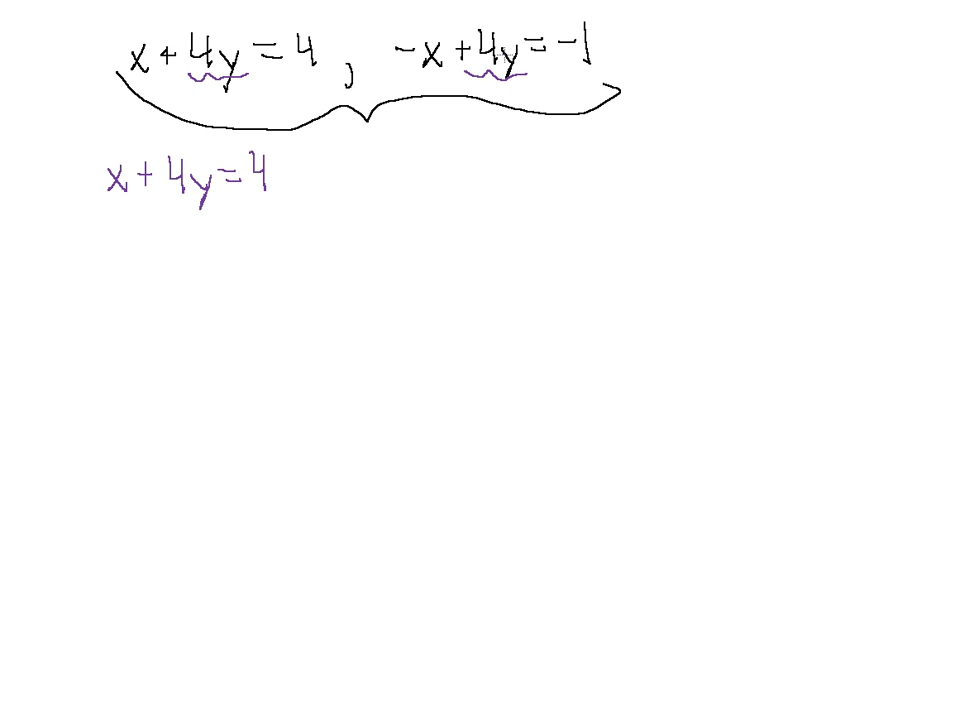 x + 4y = 4 , -x + 4y = -1
x + 4y = 4